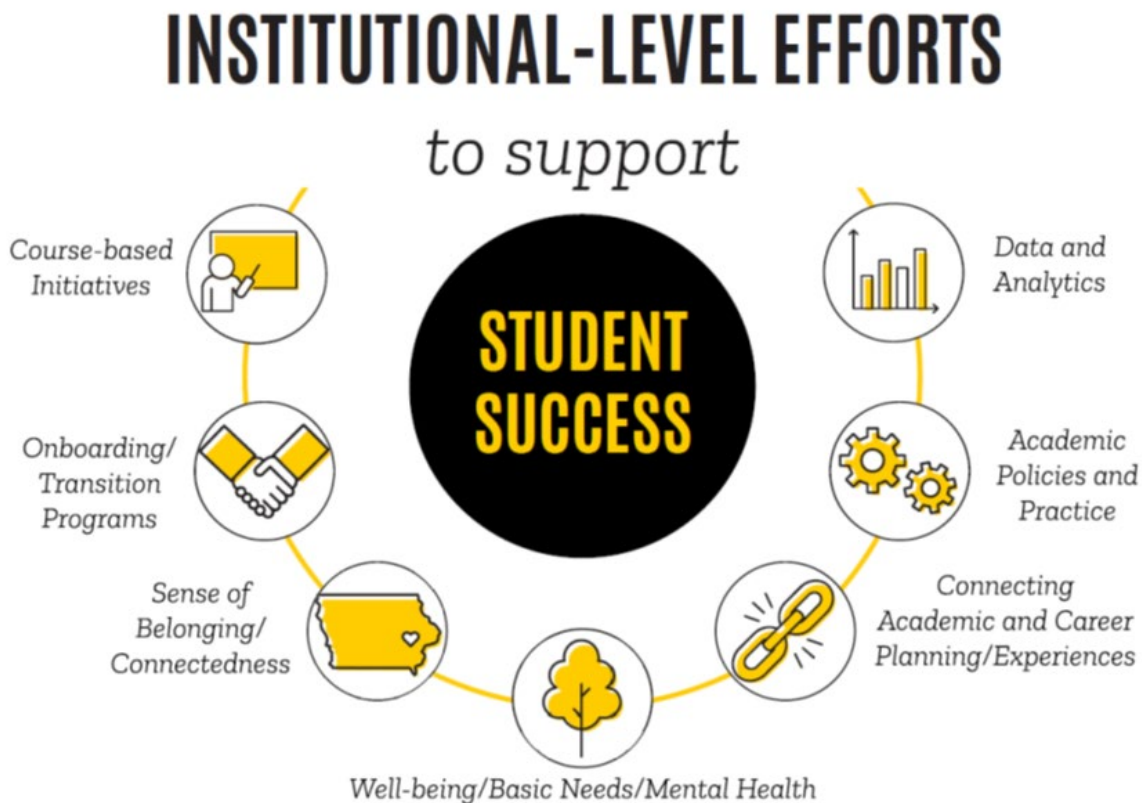 INSTITUTIONAL-LEVEL EFFORTS
to support
STUDENT
SUCCESS
Course-based
Initiatives
Onboarding/
Transition
Programs
Sense of
Belonging/
Connectedness
Well-being/Basic Needs/Mental Health
Connecting
Academic and Career
Planning/Experiences
Academic
Policies and
Practice
Data and
Analytics